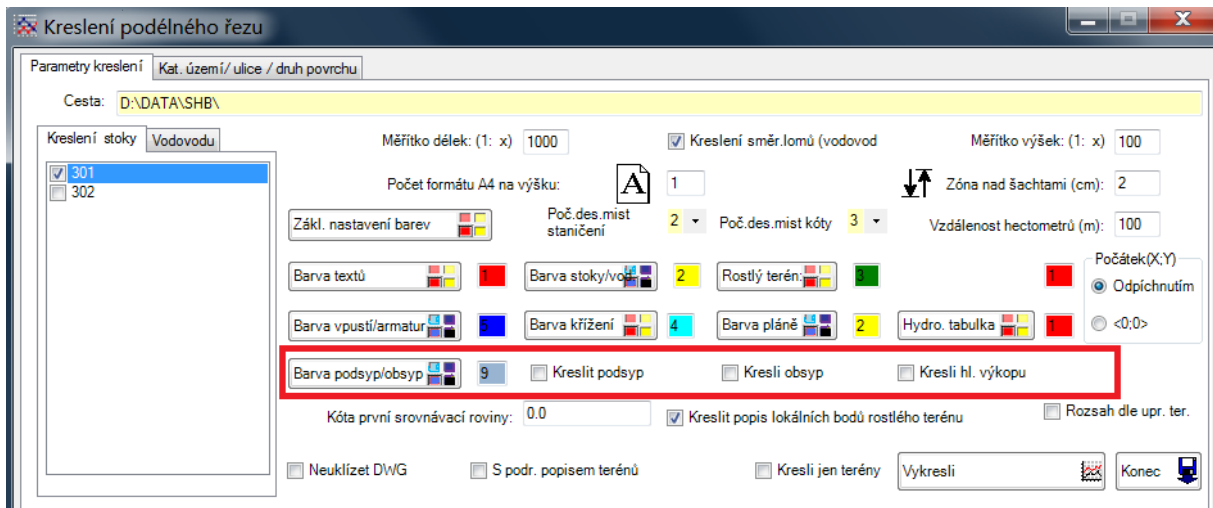 Kreslení podélného řezu
Parametry kreslení Kat. území/ ulice / druh povrchu
Cesta: D:\DATA\SHB\
Kreslení stoky Vodovodu
301
302
Měřítko délek: (1: x) 1000 Kreslení směr.lomů (vodovod Měřítko výšek: (1: x) 100
Počet formátu A4 na výšku: A 1 Zóna nad šachtami (cm): 2
Zákl. nastavení barev Poč.des.mist staničení 2 Poč.des.mist kóty 3 Vzdálenost hectometrů (m): 100
Barva textů 1 Barva stoky/vod. 2 Rostlý terén: 3 1
Počátek(X;Y)
Odpíchnutím
<0;0>
Barva vpustí/armatur 5 Barva křížení 4 Barva pláně 2 Hydro. tabulka 1
Barva podsyp/obsyp 9 Kreslit podsyp Kresli obsyp Kresli hl. výkopu
Kóta první srovnávací roviny: 0.0 Kreslit popis lokálních bodů rostlého terénu Rozsah dle upr. ter.
Neuklízet DWG S podr. popisem terénů Kresli jen terény Vykresli Konec